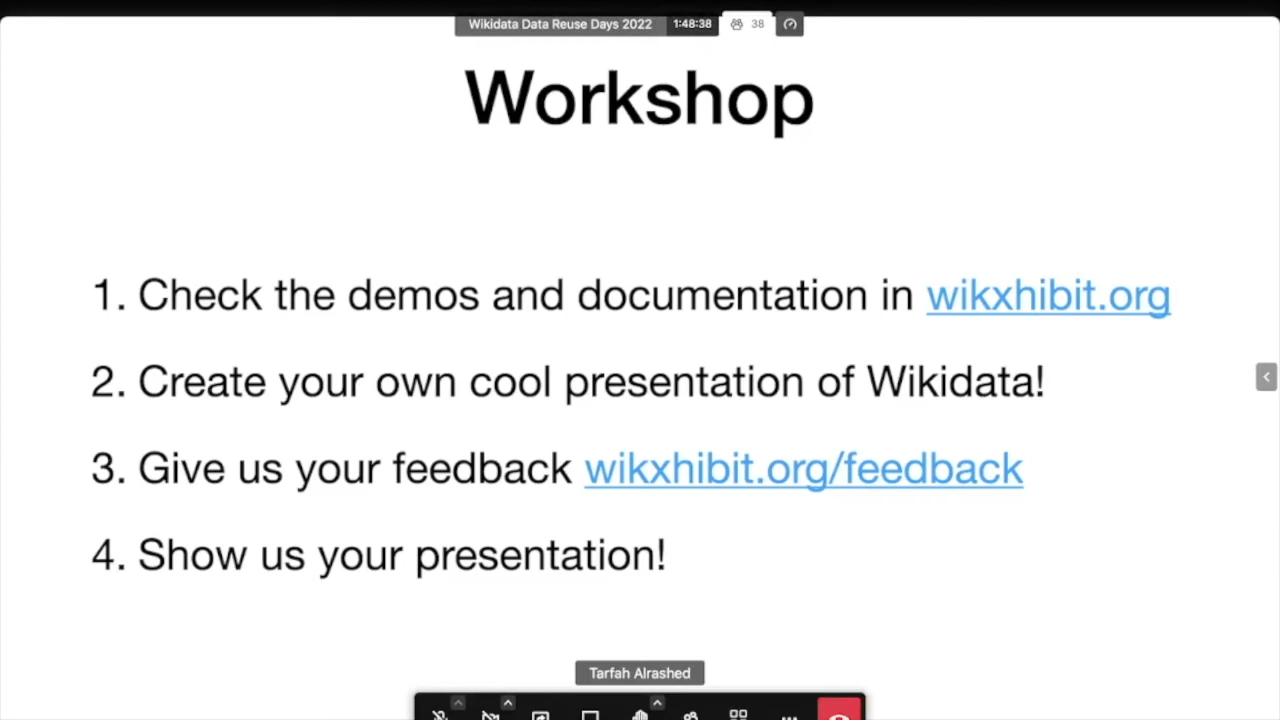 Wikidata Data Reuse Days 2022 1:48:38 38
Workshop
1. Check the demos and documentation in wikxhibit.org
2. Create your own cool presentation of Wikidata!
3. Give us your feedback wikxhibit.org/feedback
4. Show us your presentation!
Tarfah Alrashed